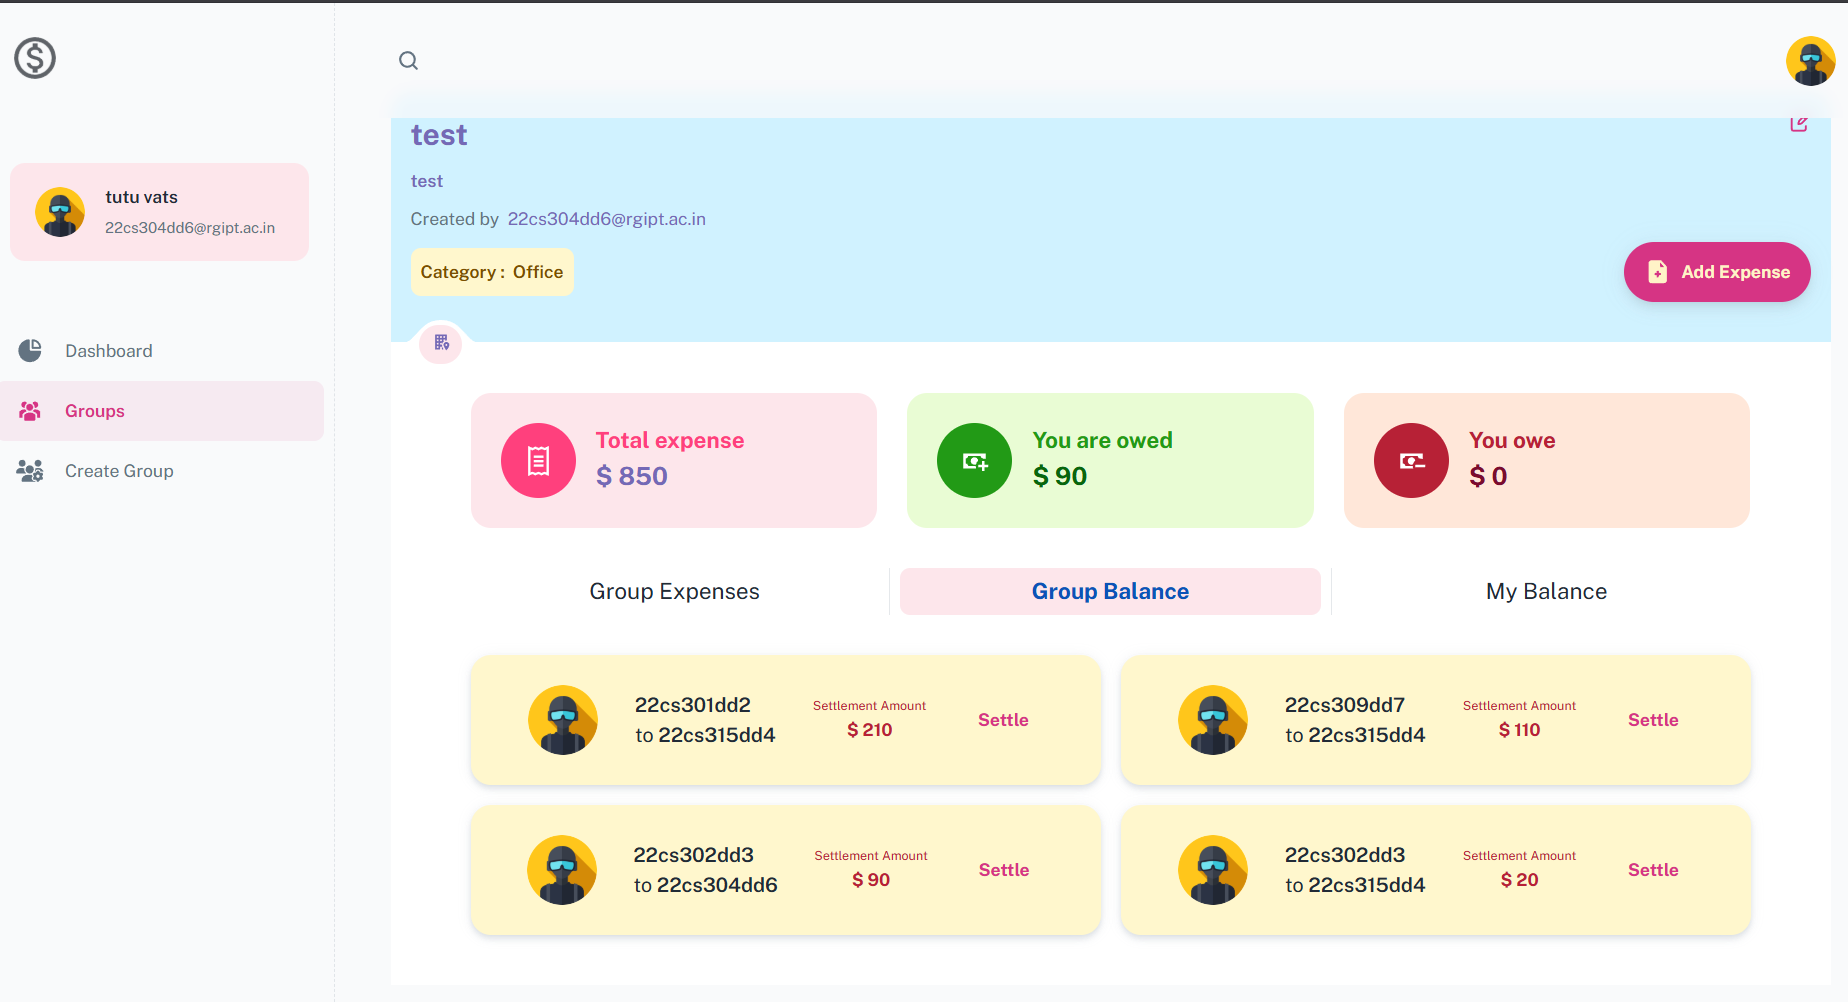 tutu vats
22cs304dd6@rgipt.ac.in
Dashboard
Groups
Create Group
test
test
Created by 22cs304dd6@rgipt.ac.in
Category : Office
Add Expense
Total expense
$ 850
You are owed
$ 90
You owe
$ 0
Group Expenses
Group Balance
My Balance
22cs301dd2
to 22cs315dd4
Settlement Amount
$ 210
Settle
22cs309dd7
to 22cs315dd4
Settlement Amount
$ 110
Settle
22cs302dd3
to 22cs304dd6
Settlement Amount
$ 90
Settle
22cs302dd3
to 22cs315dd4
Settlement Amount
$ 20
Settle